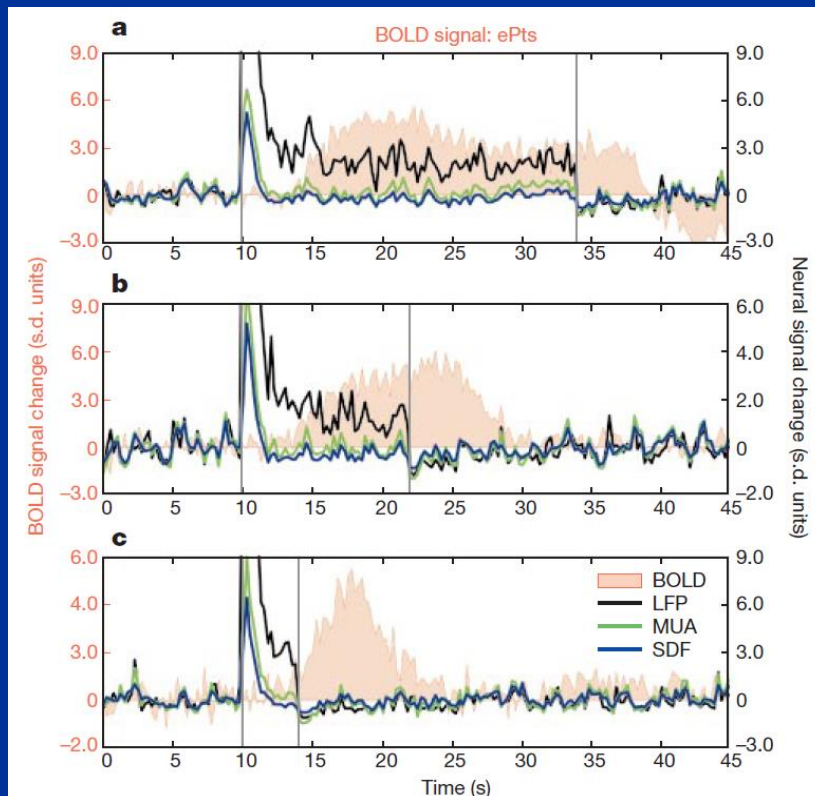 a
BOLD signal: ePts
9.0
6.0
3.0
0
–3.0
9.0
6.0
3.0
0
–3.0
0 5 10 15 20 25 30 35 40 45
b
9.0
6.0
3.0
0
–3.0
6.0
4.0
2.0
0
–2.0
0 5 10 15 20 25 30 35 40 45
c
6.0
4.0
3.0
0
–2.0
9.0
6.0
3.0
0
–3.0
BOLD
LFP
MUA
SDF
0 5 10 15 20 25 30 35 40 45
Time (s)
BOLD signal change (s.d. units)
Neural signal change (s.d. units)